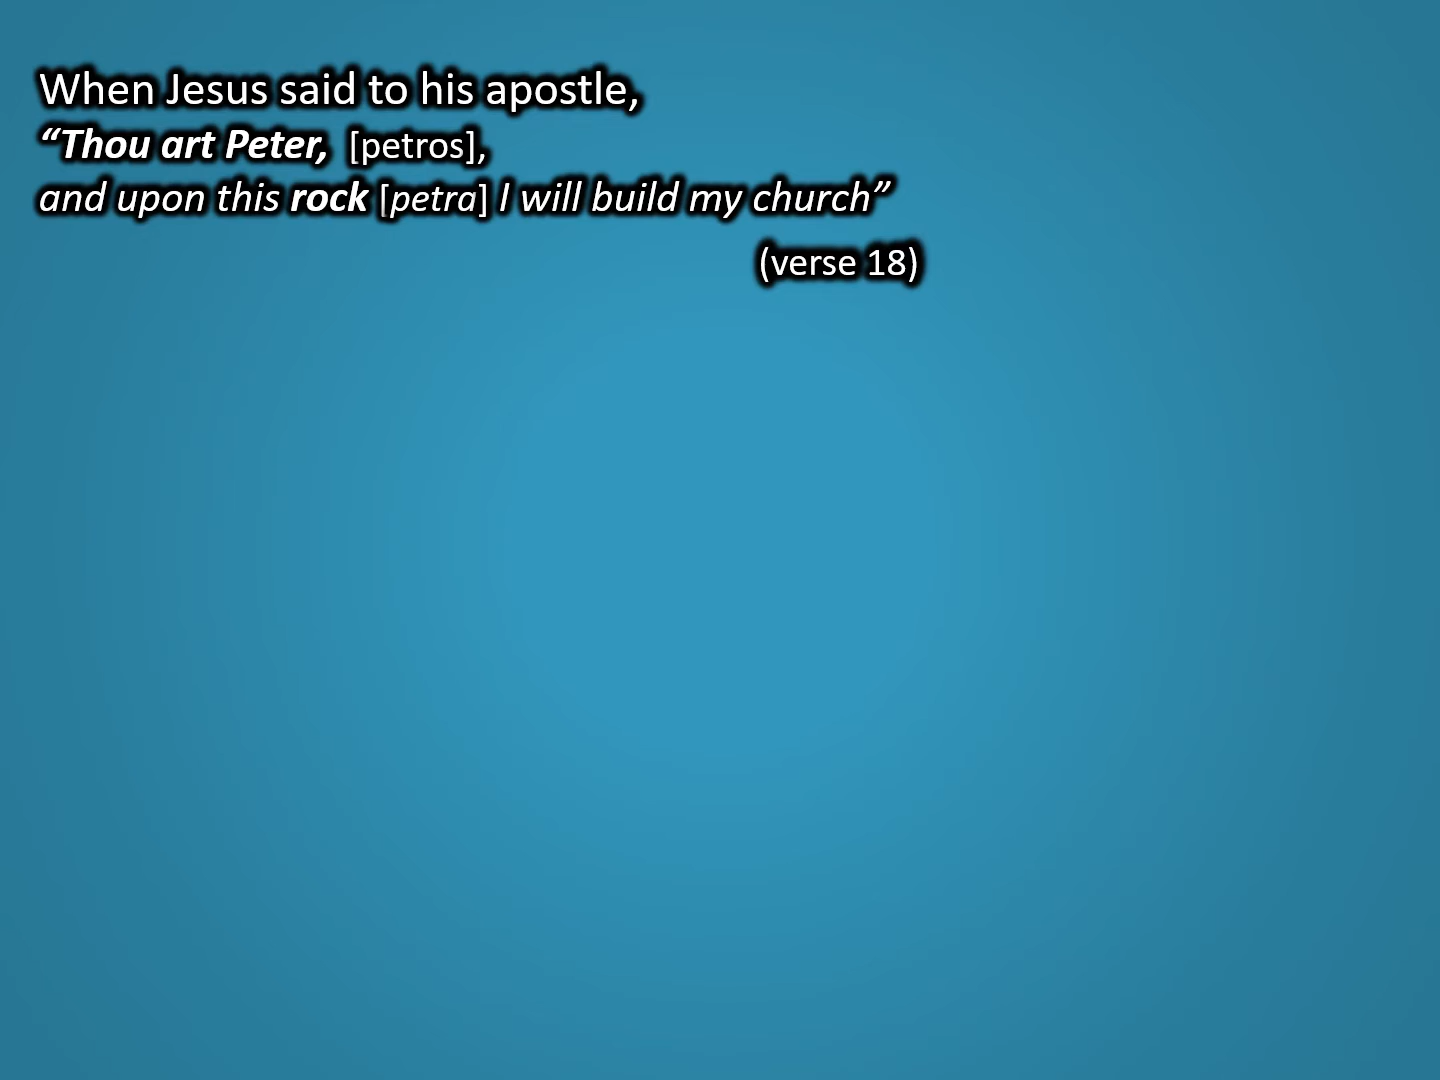 When Jesus said to his apostle,
“Thou art Peter, [petros],
and upon this rock [petra] I will build my church”
(verse 18)